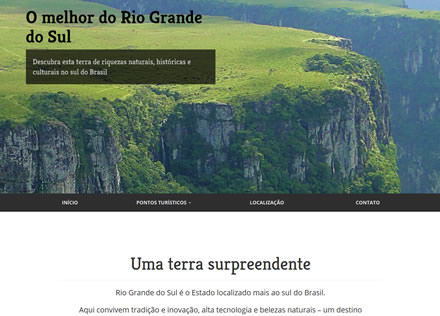 O melhor do Rio Grande
do Sul
Descubra esta terra de riquezas naturais, históricas e
culturais no sul do Brasil
INÍCIO PONTOS TURÍSTICOS LOCALIZAÇÃO CONTATO
Uma terra surpreendente
Rio Grande do Sul é o Estado localizado mais ao sul do Brasil.
Aqui convivem tradição e inovação, alta tecnologia e belezas naturais – um destino